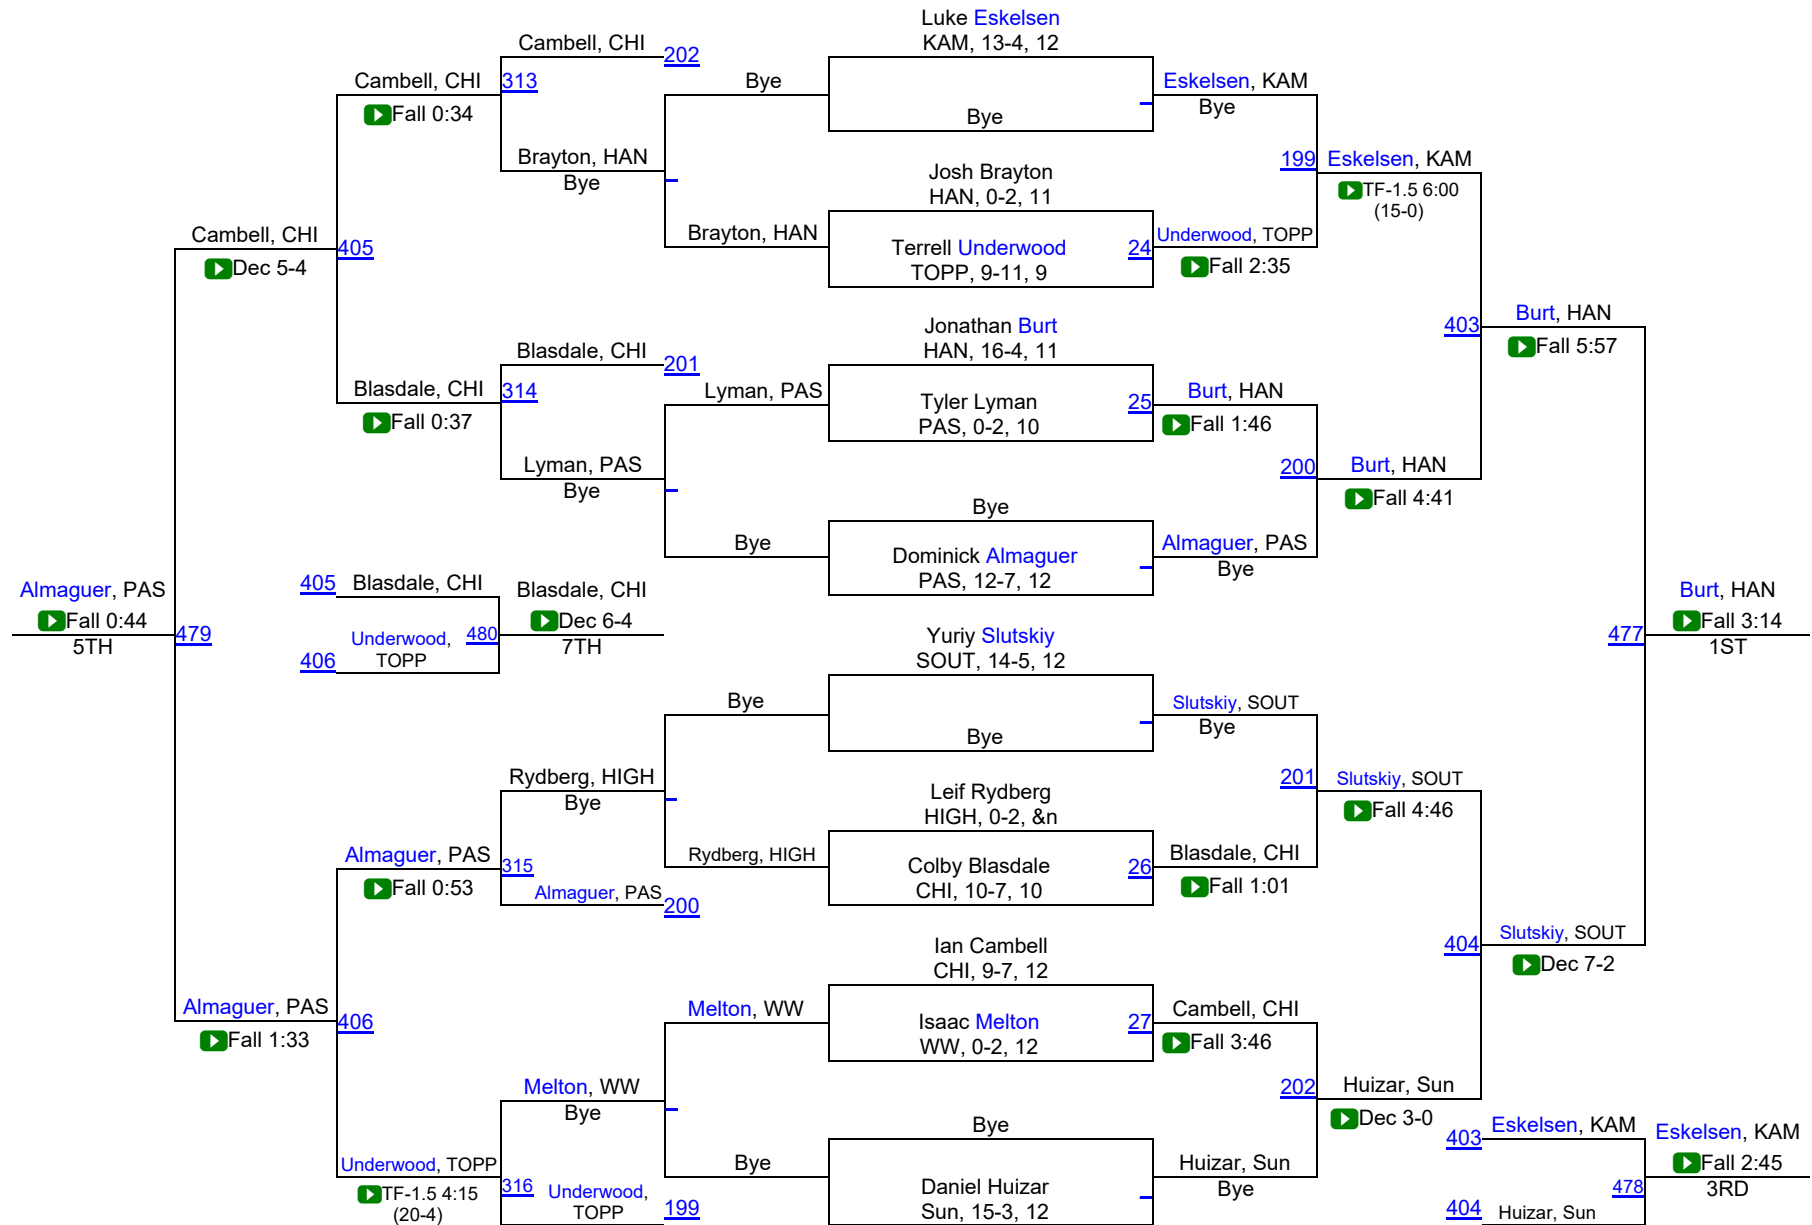 Luke Eskelsen
KAM, 13-4, 12
Cambell, CHI
202
Cambell, CHI
313
Bye
Eskelsen, KAM
Fall 0:34
Bye
Bye
Brayton, HAN
Bye
199
Eskelsen, KAM
Josh Brayton
HAN, 0-2, 11
TF-1.5 6:00
(15-0)
Cambell, CHI
405
Brayton, HAN
Terrell Underwood
24
Underwood, TOPP
Dec 5-4
TOPP, 9-11, 9
Fall 2:35
Jonathan Burt
HAN, 16-4, 11
403
Burt, HAN
Fall 5:57
Blasdale, CHI
201
Blasdale, CHI
314
Lyman, PAS
Tyler Lyman
25
Burt, HAN
Fall 0:37
PAS, 0-2, 10
Fall 1:46
Lyman, PAS
Bye
200
Burt, HAN
Fall 4:41
Bye
Bye
Dominick Almaguer
Almaguer, PAS
PAS, 12-7, 12
Bye
Almaguer, PAS
405
Blasdale, CHI
Blasdale, CHI
Burt, HAN
Fall 0:44
Dec 6-4
Fall 3:14
5TH
479
Underwood,
TOPP
480
7TH
477
1ST
406
Yuriy Slutskiy
SOUT, 14-5, 12
Bye
Slutskiy, SOUT
Bye
Bye
Rydberg, HIGH
Bye
201
Slutskiy, SOUT
Leif Rydberg
HIGH, 0-2, &n
Fall 4:46
Almaguer, PAS
315
Rydberg, HIGH
Colby Blasdale
26
Blasdale, CHI
Fall 0:53
Almaguer, PAS
200
CHI, 10-7, 10
Fall 1:01
Ian Cambell
CHI, 9-7, 12
404
Slutskiy, SOUT
Dec 7-2
Almaguer, PAS
406
Melton, WW
Isaac Melton
27
Cambell, CHI
Fall 1:33
WW, 0-2, 12
Fall 3:46
Melton, WW
Bye
202
Huizar, Sun
Dec 3-0
Bye
403
Eskelsen, KAM
Eskelsen, KAM
Underwood, TOPP
Bye
Huizar, Sun
Fall 2:45
TF-1.5 4:15
(20-4)
316
Underwood,
TOPP
199
Daniel Huizar
Sun, 15-3, 12
Bye
478
3RD
404
Huizar, Sun